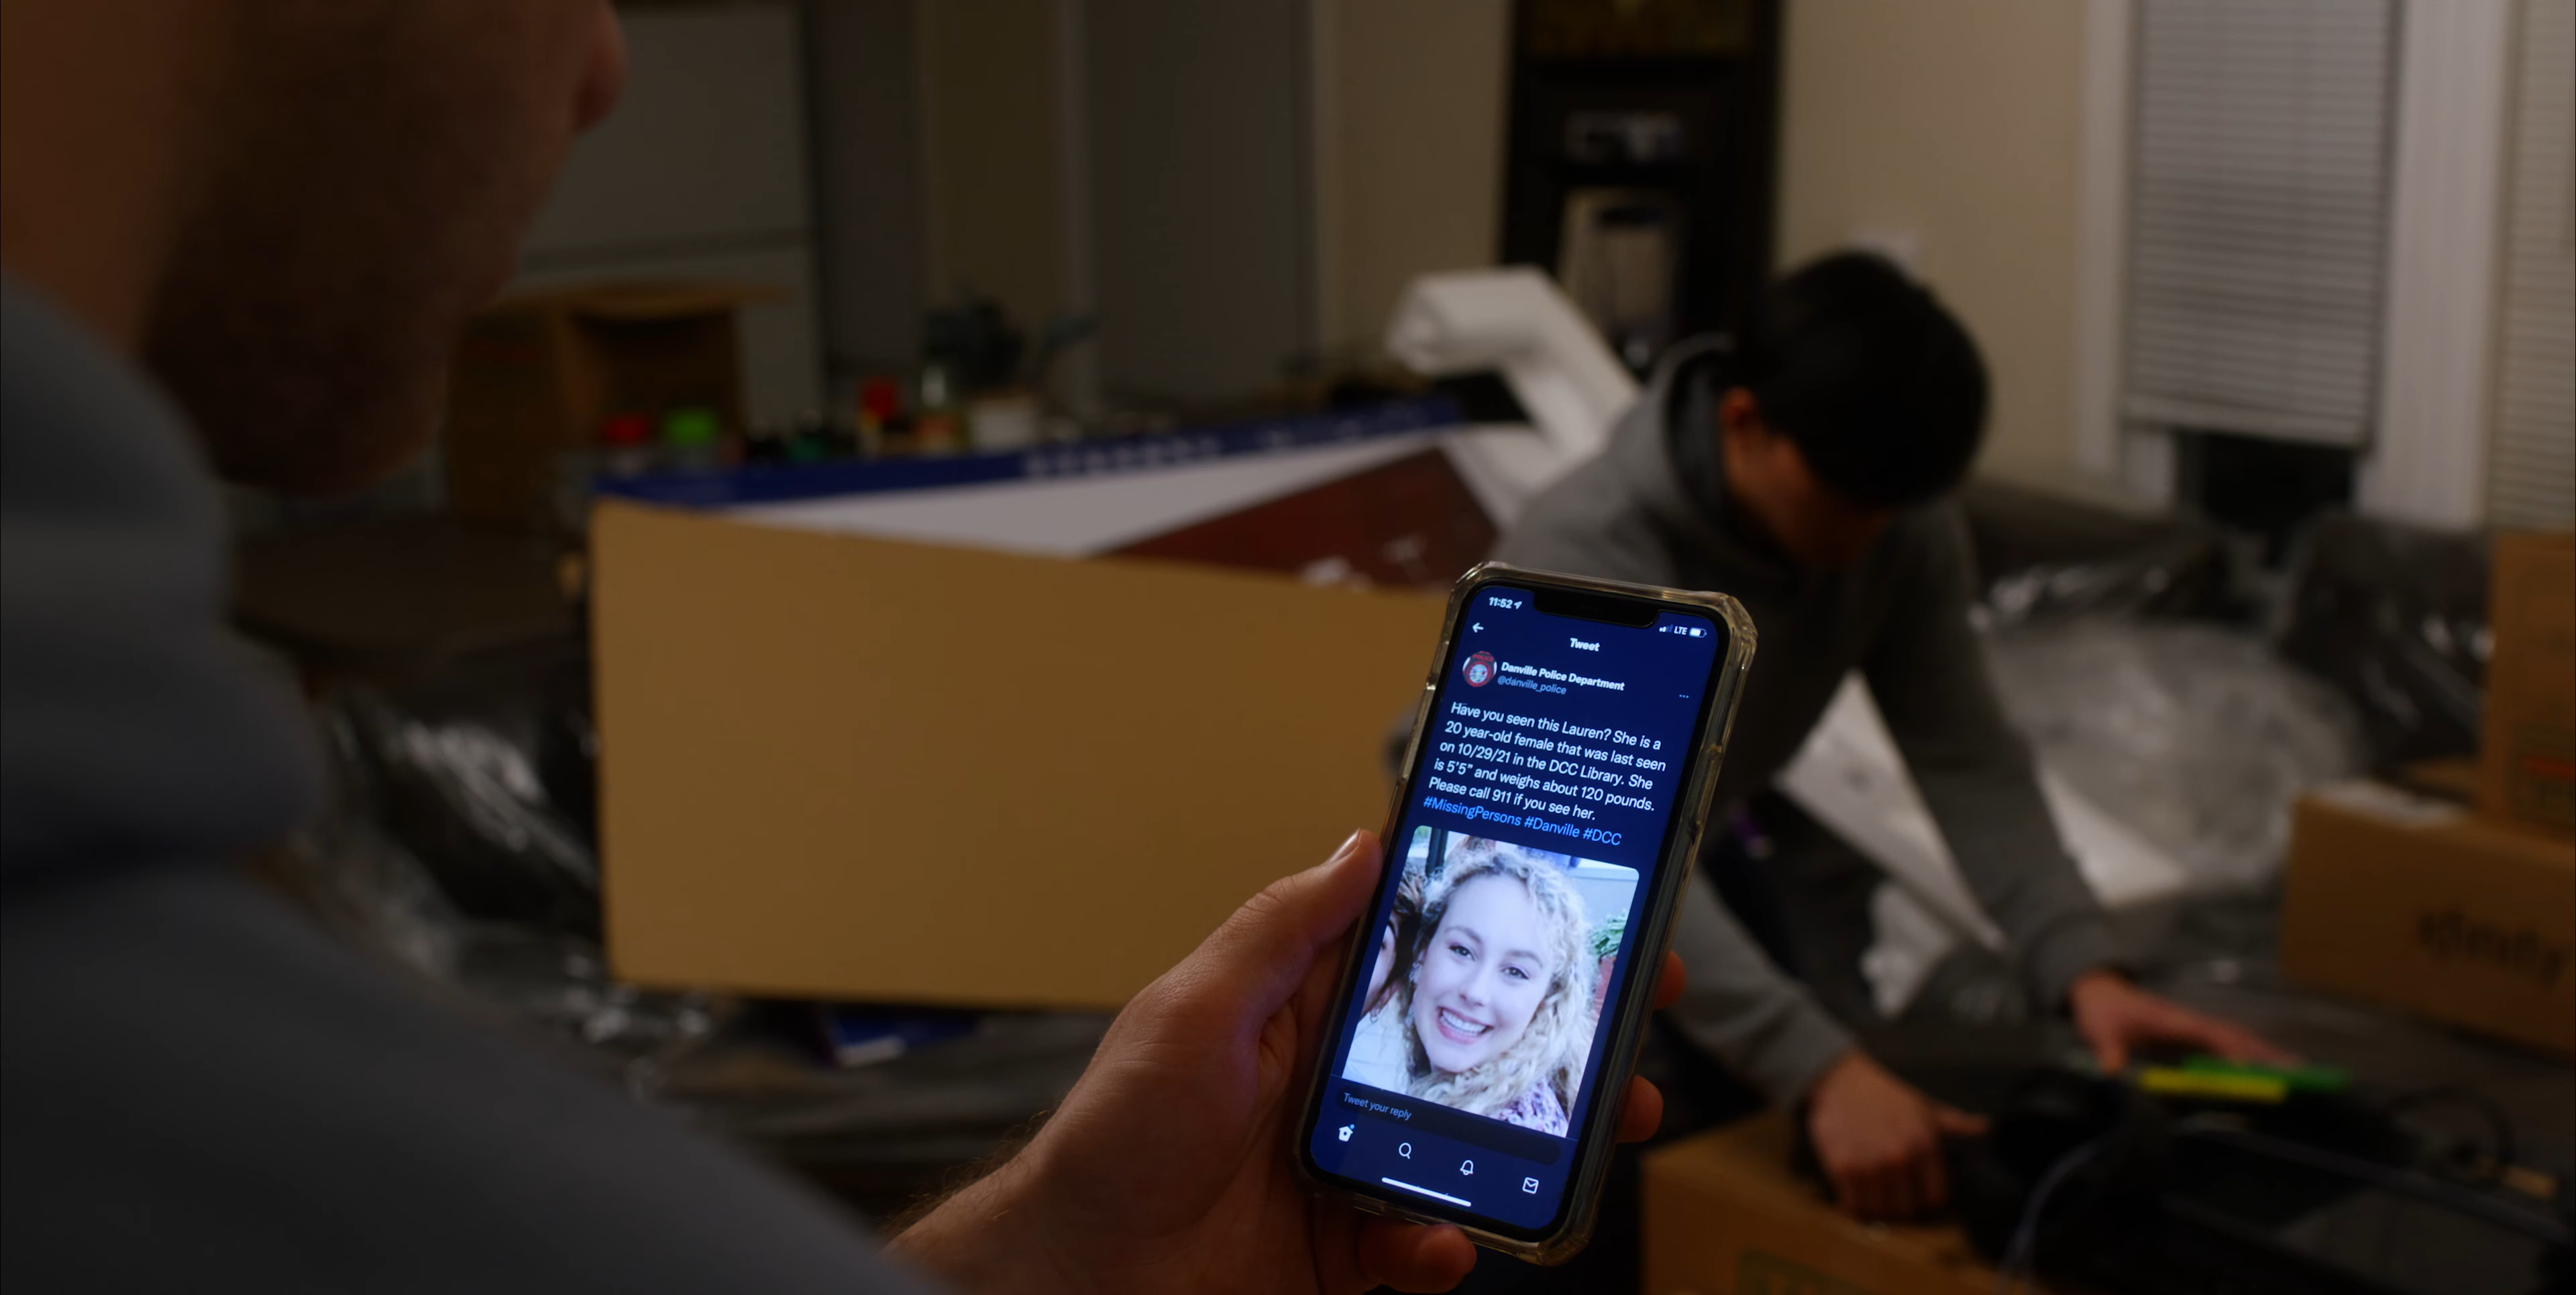 11:52
LTE
Tweet
Danville Police Department
@danville_police
Have you seen this Lauren? She is a
20 year-old female that was last seen
on 10/29/21 in the DCC Library. She
is 5'5" and weighs about 120 pounds.
Please call 911 if you see her.
#MissingPersons #Danville #DCC
Tweet your reply
xfinity